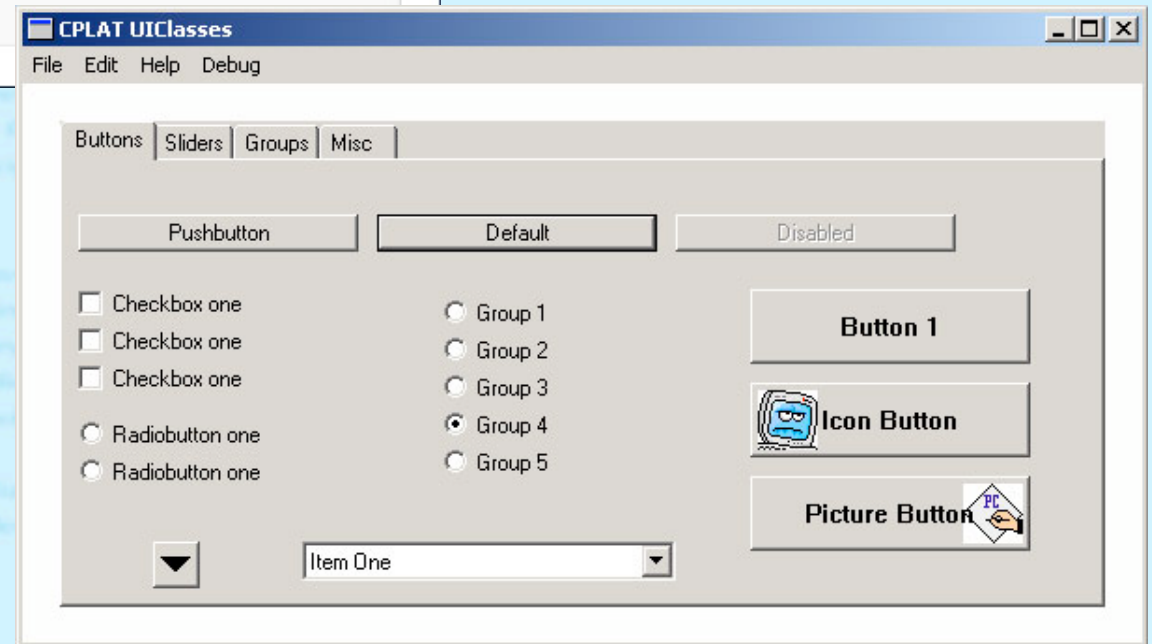 CPLAT UIClasses
File Edit Help Debug
Buttons Sliders Groups Misc
Pushbutton Default Disabled
Checkbox one
Checkbox one
Checkbox one
Radiobutton one
Radiobutton one
Group 1
Group 2
Group 3
Group 4
Group 5
Button 1
Icon Button
Picture Button PC
Item One